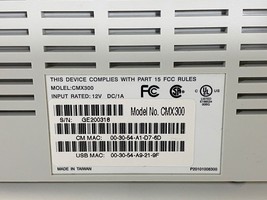 THIS DEVICE COMPLIES WITH PART 15 FCC RULES
MODEL:CMX300
INPUT RATED: 12V DC/1A
FC
UL
Model No. CMX300
S/N: GE200318
CM MAC: 00-30-54-A1-D7-6D
USB MAC: 00-30-54-A9-21-9F
MADE IN TAIWAN